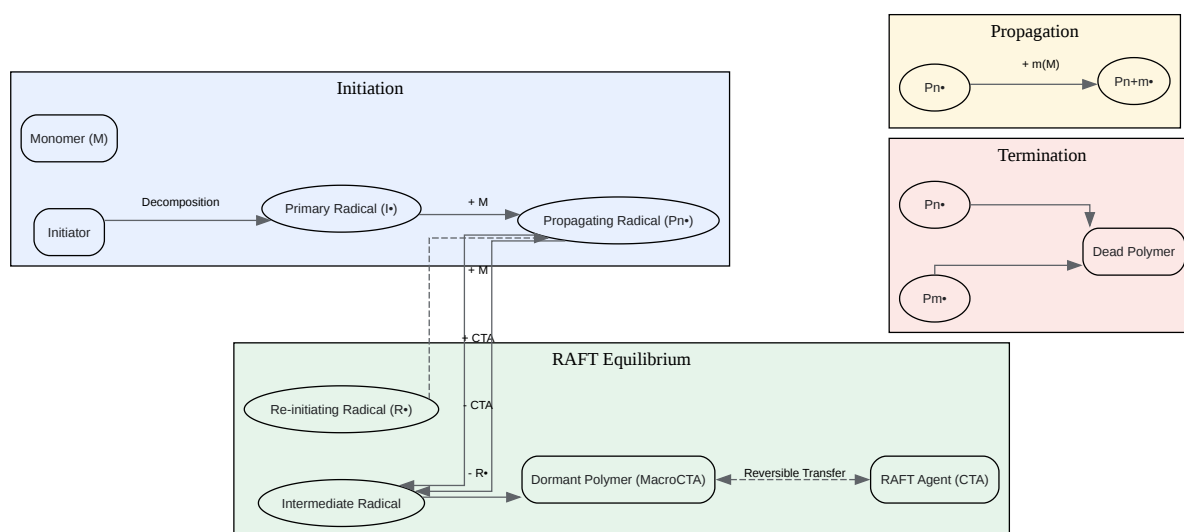 Propagation
+ m(M)
Pn•
Pn+m•
Initiation
Monomer (M)
Decomposition
Initiator
Primary Radical (I•)
+ M
Propagating Radical (Pn•)
Termination
Pn•
Dead Polymer
Pm•
+ M
+ CTA
- CTA
- R•
RAFT Equilibrium
Re-initiating Radical (R•)
Intermediate Radical
Dormant Polymer (MacroCTA)
Reversible Transfer
RAFT Agent (CTA)